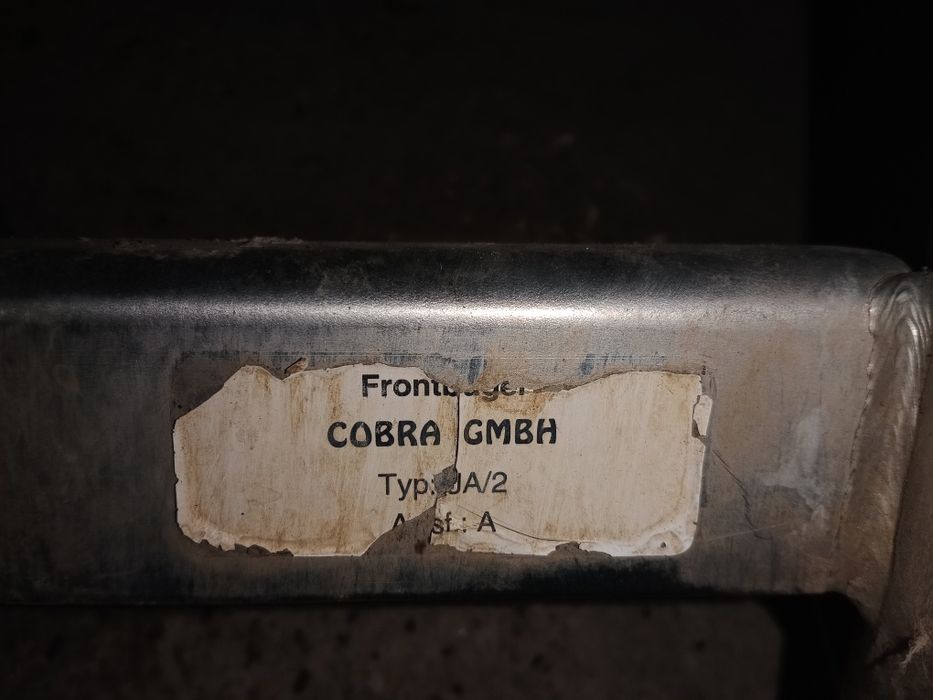 Frontbügel
COBRA GMBH
Typ: JA/2
Ausf.: A